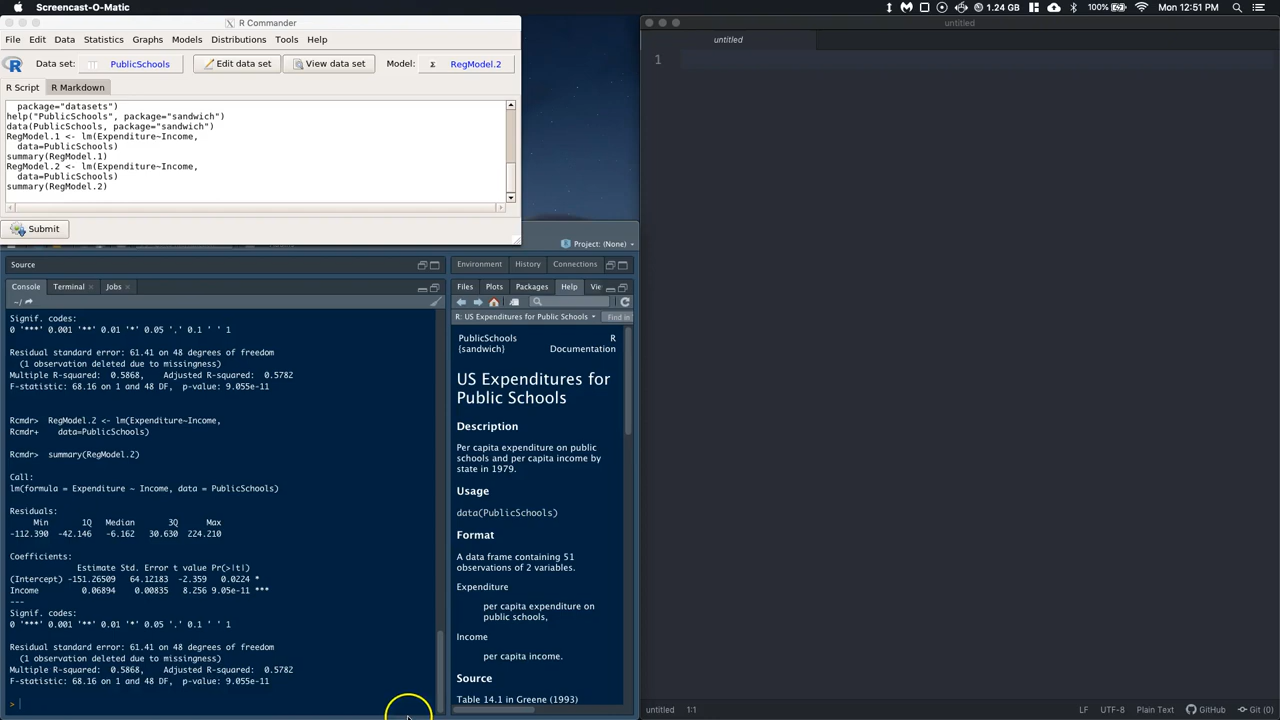 Screencast-O-Matic
1.24 GB
100%
Mon 12:51 PM
R Commander
File Edit Data Statistics Graphs Models Distributions Tools Help
Data set: PublicSchools Edit data set View data set Model: Σ RegModel.2
R Script R Markdown
package="datasets")
help("PublicSchools", package="sandwich")
data(PublicSchools, package="sandwich")
RegModel.1 <- lm(Expenditure~Income,
data=PublicSchools)
summary(RegModel.1)
RegModel.2 <- lm(Expenditure~Income,
data=PublicSchools)
summary(RegModel.2)
Submit
Project: (None)
Source
Console Terminal Jobs
~/
Signif. codes:
0 '***' 0.001 '**' 0.01 '*' 0.05 '.' 0.1 ' ' 1
Residual standard error: 61.41 on 48 degrees of freedom
(1 observation deleted due to missingness)
Multiple R-squared: 0.5868, Adjusted R-squared: 0.5782
F-statistic: 68.16 on 1 and 48 DF, p-value: 9.055e-11
Rcmdr> RegModel.2 <- lm(Expenditure~Income,
Rcmdr+ data=PublicSchools)
Rcmdr> summary(RegModel.2)
Call:
lm(formula = Expenditure ~ Income, data = PublicSchools)
Residuals:
Min 1Q Median 3Q Max
-112.390 -42.146 -6.162 30.630 224.210
Coefficients:
Estimate Std. Error t value Pr(>|t|)
(Intercept) -151.26509 64.12183 -2.359 0.0224 *
Income 0.06894 0.00835 8.256 9.05e-11 ***
---
Signif. codes:
0 '***' 0.001 '**' 0.01 '*' 0.05 '.' 0.1 ' ' 1
Residual standard error: 61.41 on 48 degrees of freedom
(1 observation deleted due to missingness)
Multiple R-squared: 0.5868, Adjusted R-squared: 0.5782
F-statistic: 68.16 on 1 and 48 DF, p-value: 9.055e-11
>
Environment History Connections
Files Plots Packages Help Vie
R: US Expenditures for Public Schools Find in
PublicSchools R
{sandwich} Documentation
US Expenditures for
Public Schools
Description
Per capita expenditure on public
schools and per capita income by
state in 1979.
Usage
data(PublicSchools)
Format
A data frame containing 51
observations of 2 variables.
Expenditure
per capita expenditure on
public schools,
Income
per capita income.
Source
Table 14.1 in Greene (1993)
untitled
untitled
1
untitled 1:1
LF UTF-8 Plain Text GitHub Git (0)